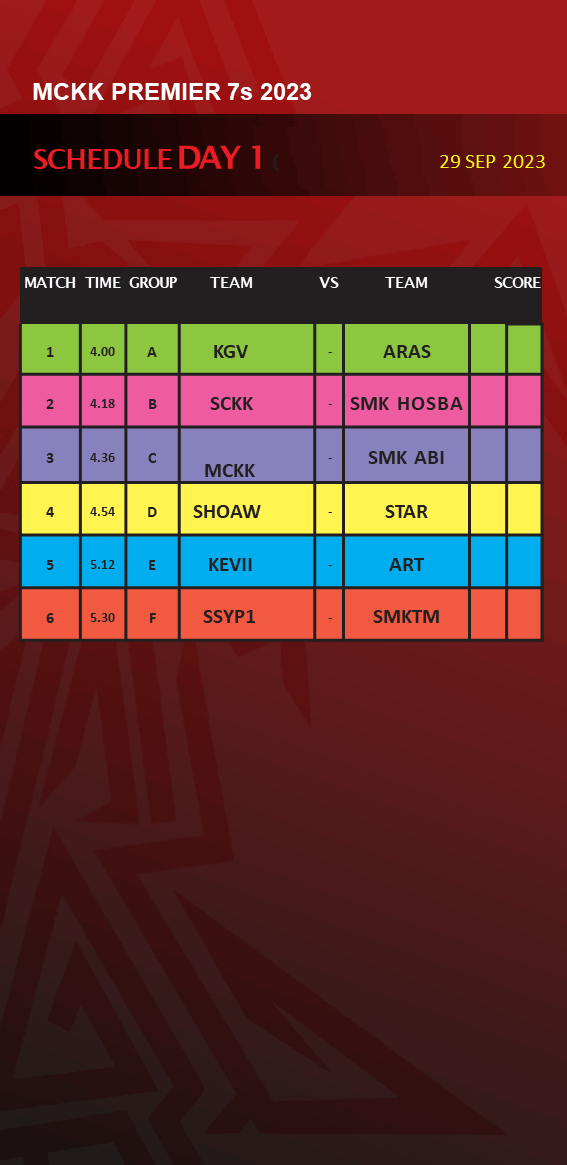 MCKK PREMIER 7s 2023
SCHEDULE DAY 1 ( 29 SEP 2023
MATCH TIME GROUP TEAM VS TEAM SCORE
1 4.00 A KGV - ARAS
2 4.18 B SCKK - SMK HOSBA
3 4.36 C MCKK - SMK ABI
4 4.54 D SHOAW - STAR
5 5.12 E KEVII - ART
6 5.30 F SSYP1 - SMKTM